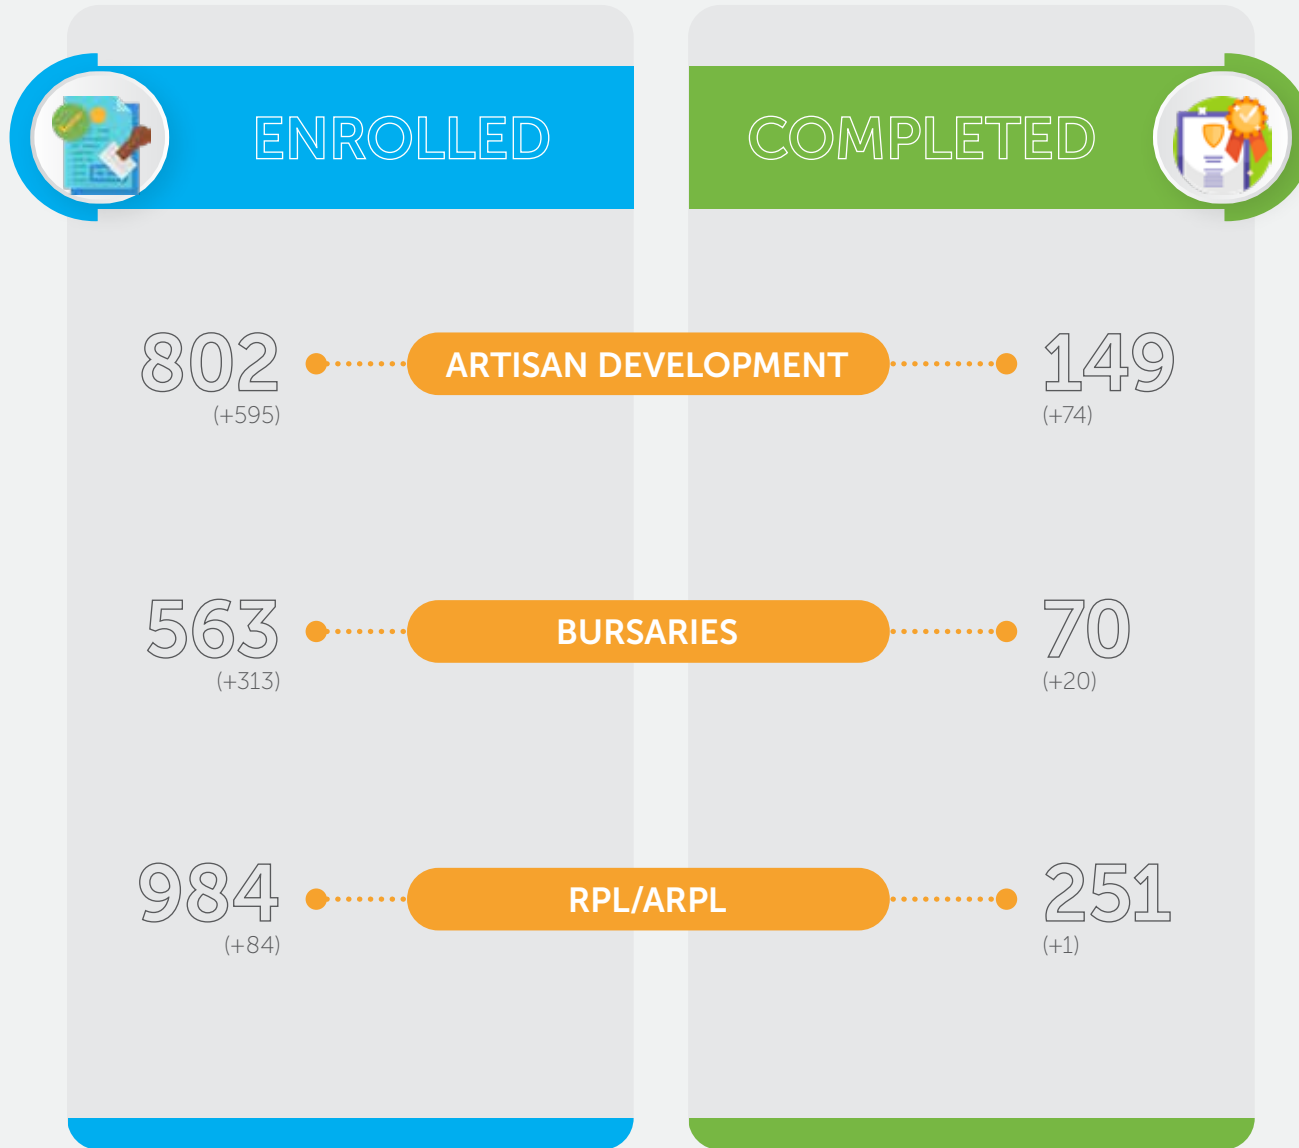 ENROLLED
COMPLETED
802
(+595)
ARTISAN DEVELOPMENT
149
(+74)
563
(+313)
BURSARIES
70
(+20)
984
(+84)
RPL/ARPL
251
(+1)